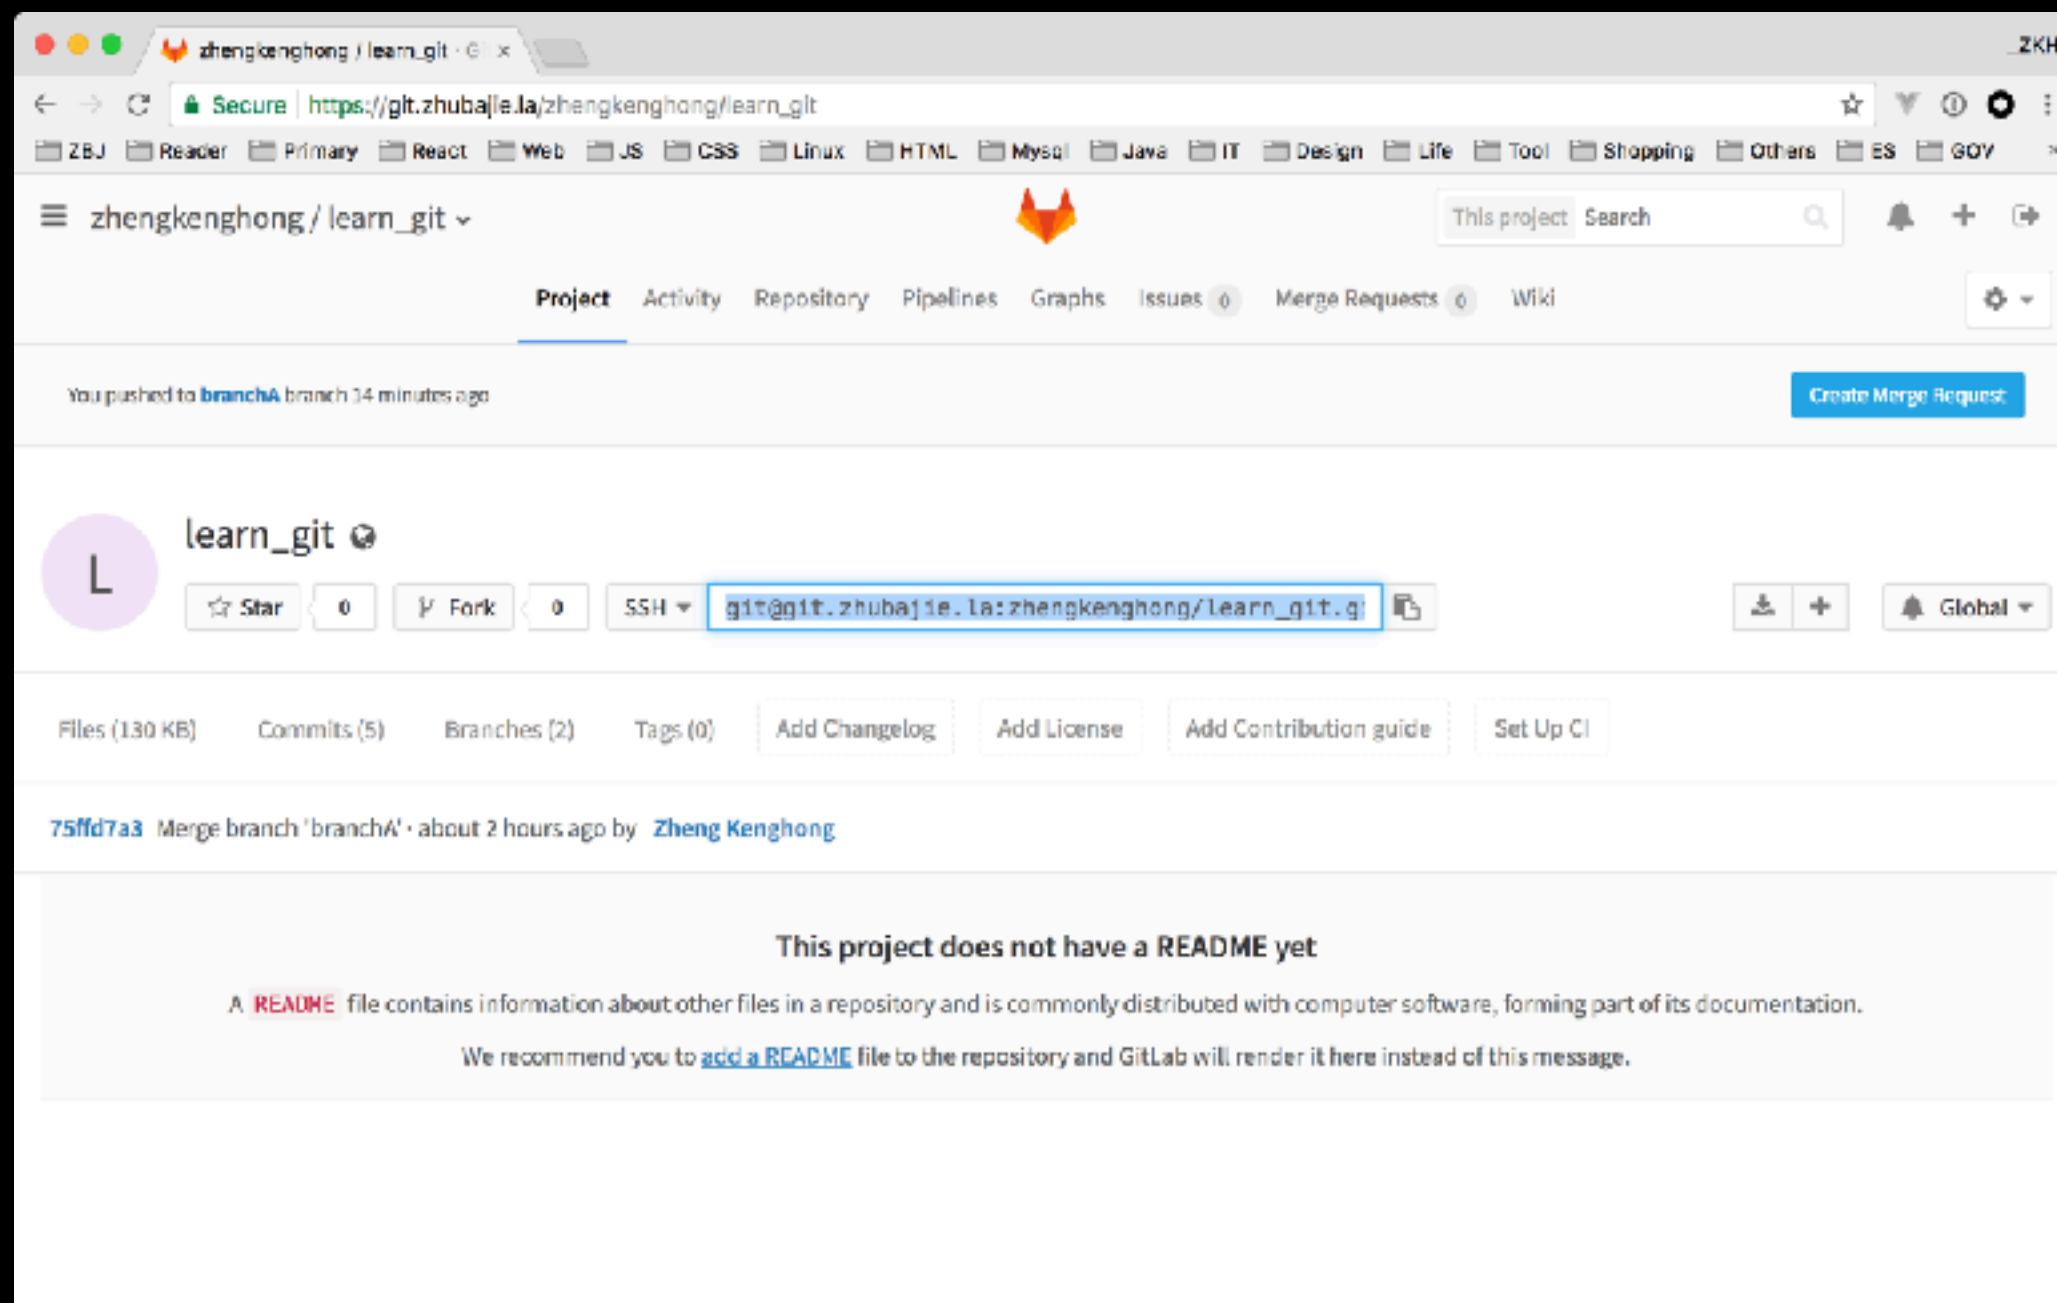 zhengkenghong / learn_git · G
_ZKH
Secure https://git.zhubajie.la/zhengkenghong/learn_git
ZBJ Reader Primary React Web JS CSS Linux HTML Mysql Java IT Design Life Tool Shopping Others ES GOV
zhengkenghong / learn_git
This project Search
Project Activity Repository Pipelines Graphs Issues 0 Merge Requests 0 Wiki
You pushed to branchA branch 14 minutes ago
Create Merge Request
L
learn_git
Star 0 Fork 0 SSH git@git.zhubajie.la:zhengkenghong/learn_git.g Global
Files (130 KB) Commits (5) Branches (2) Tags (0) Add Changelog Add License Add Contribution guide Set Up CI
75ffd7a3 Merge branch 'branchA' · about 2 hours ago by Zheng Kenghong
This project does not have a README yet
A README file contains information about other files in a repository and is commonly distributed with computer software, forming part of its documentation.
We recommend you to add a README file to the repository and GitLab will render it here instead of this message.